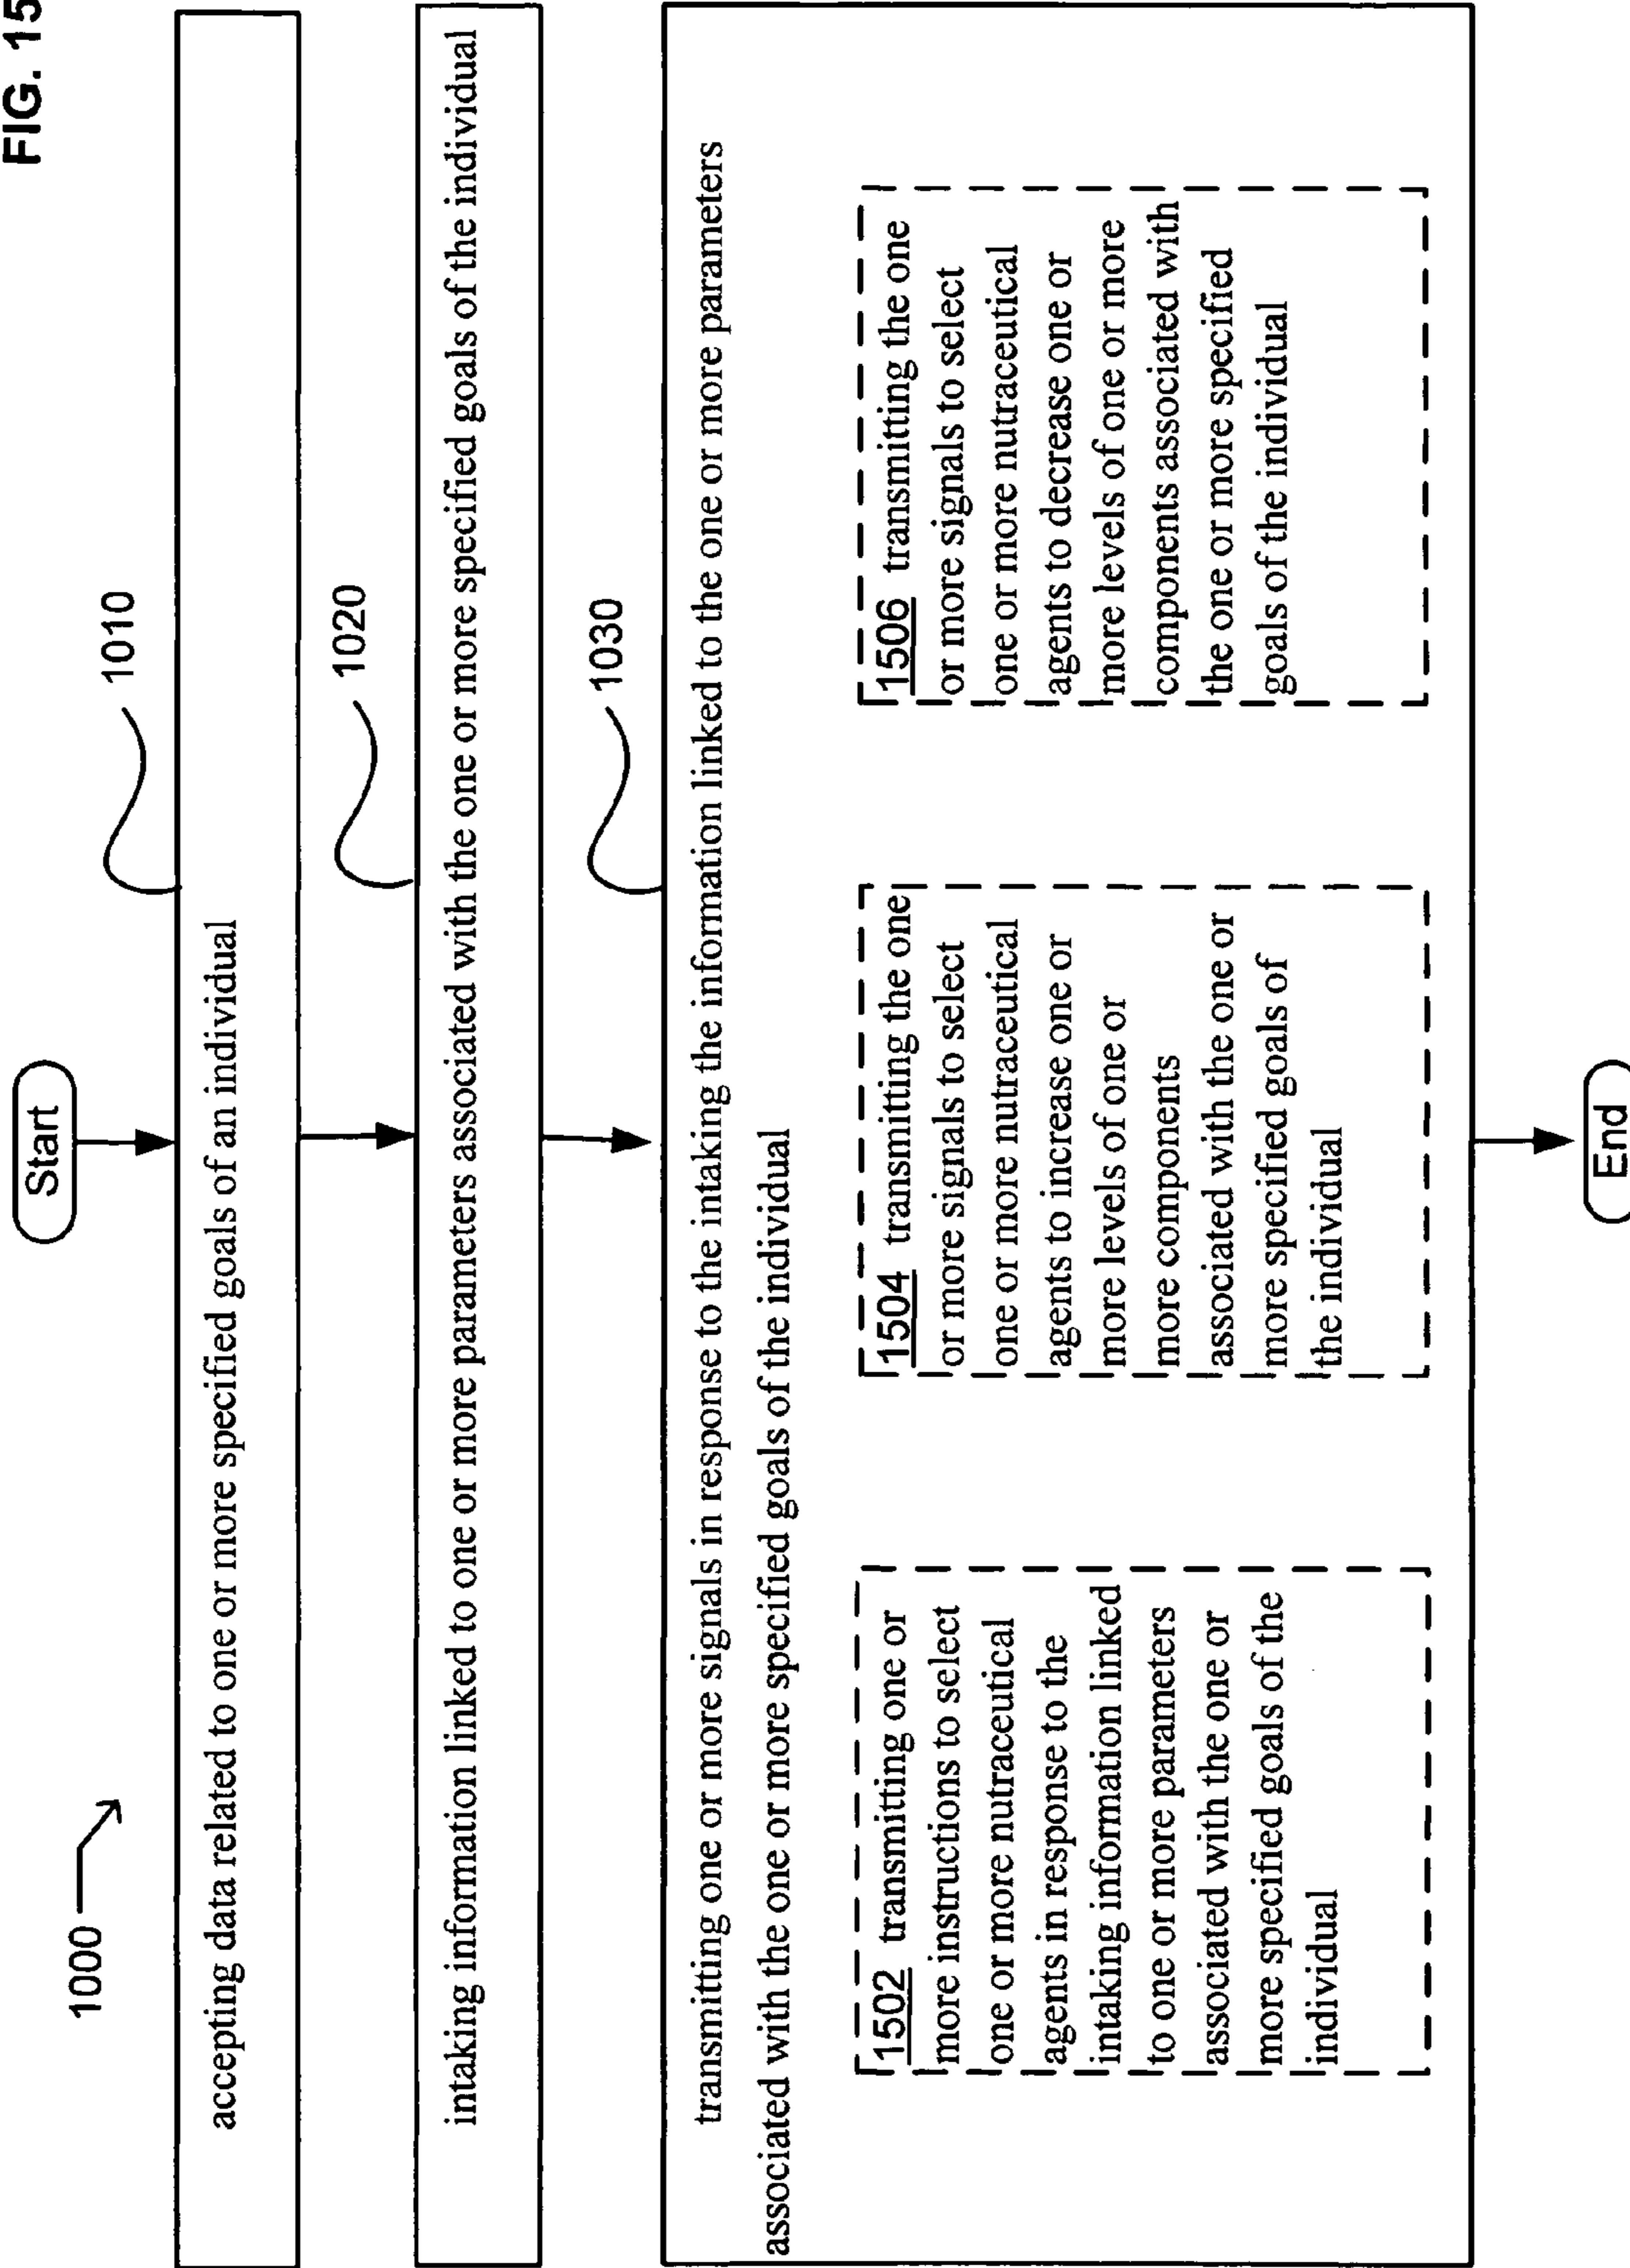 FIG. 15
1000
Start
1010
accepting data related to one or more specified goals of an individual
1020
intaking information linked to one or more parameters associated with the one or more specified goals of the individual
1030
transmitting one or more signals in response to the intaking the information linked to the one or more parameters
associated with the one or more specific goals of the individual
1502 transmitting one or
more instructions to select
one or more nutraceutical
agents in response to the
intaking information linked
to one or more parameters
associated with the one or
more specified goals of the
individual
1504 transmitting the one
or more signals to select
one or more nutraceutical
agents to increase one or
more levels of one or
more components
associated with the one or
more specified goals of
the individual
1506 transmitting the one
or more signals to select
one or more nutraceutical
agents to decrease one or
more levels of one or more
components associated with
the one or more specified
goals of the individual
End